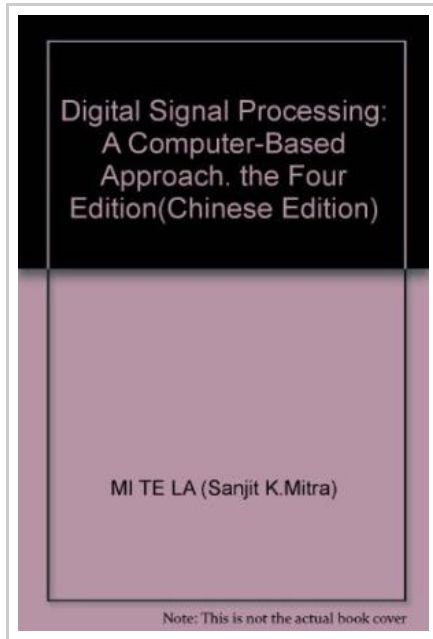 Digital Signal Processing:
A Computer-Based
Approach. the Four
Edition(Chinese Edition)
MI TE LA (Sanjit K.Mitra)
Note: This is not the actual book cover